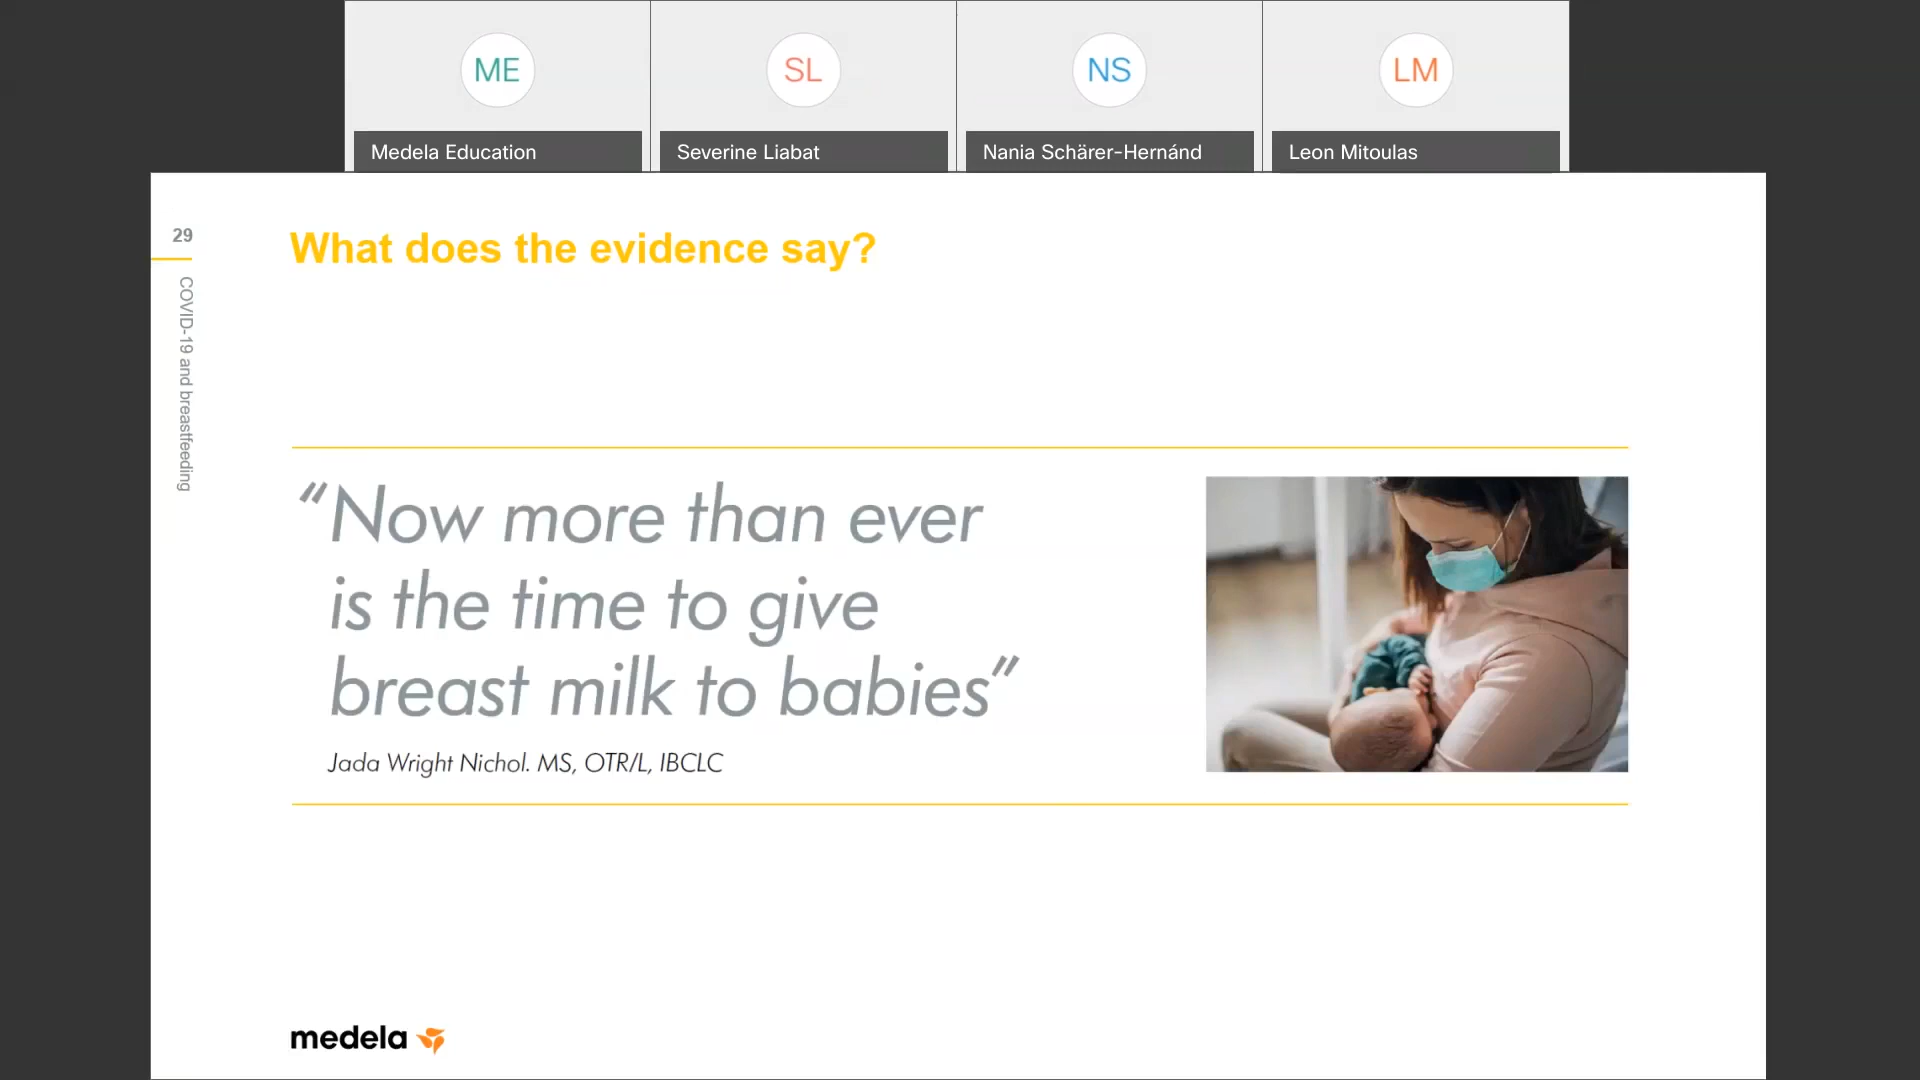 ME
SL
NS
LM
Medela Education
Severine Liabat
Nania Schärer-Hernánd
Leon Mitoulas
29
What does the evidence say?
COVID-19 and breastfeeding
“Now more than ever
is the time to give
breast milk to babies”
Jada Wright Nichol. MS, OTR/L, IBCLC
medela